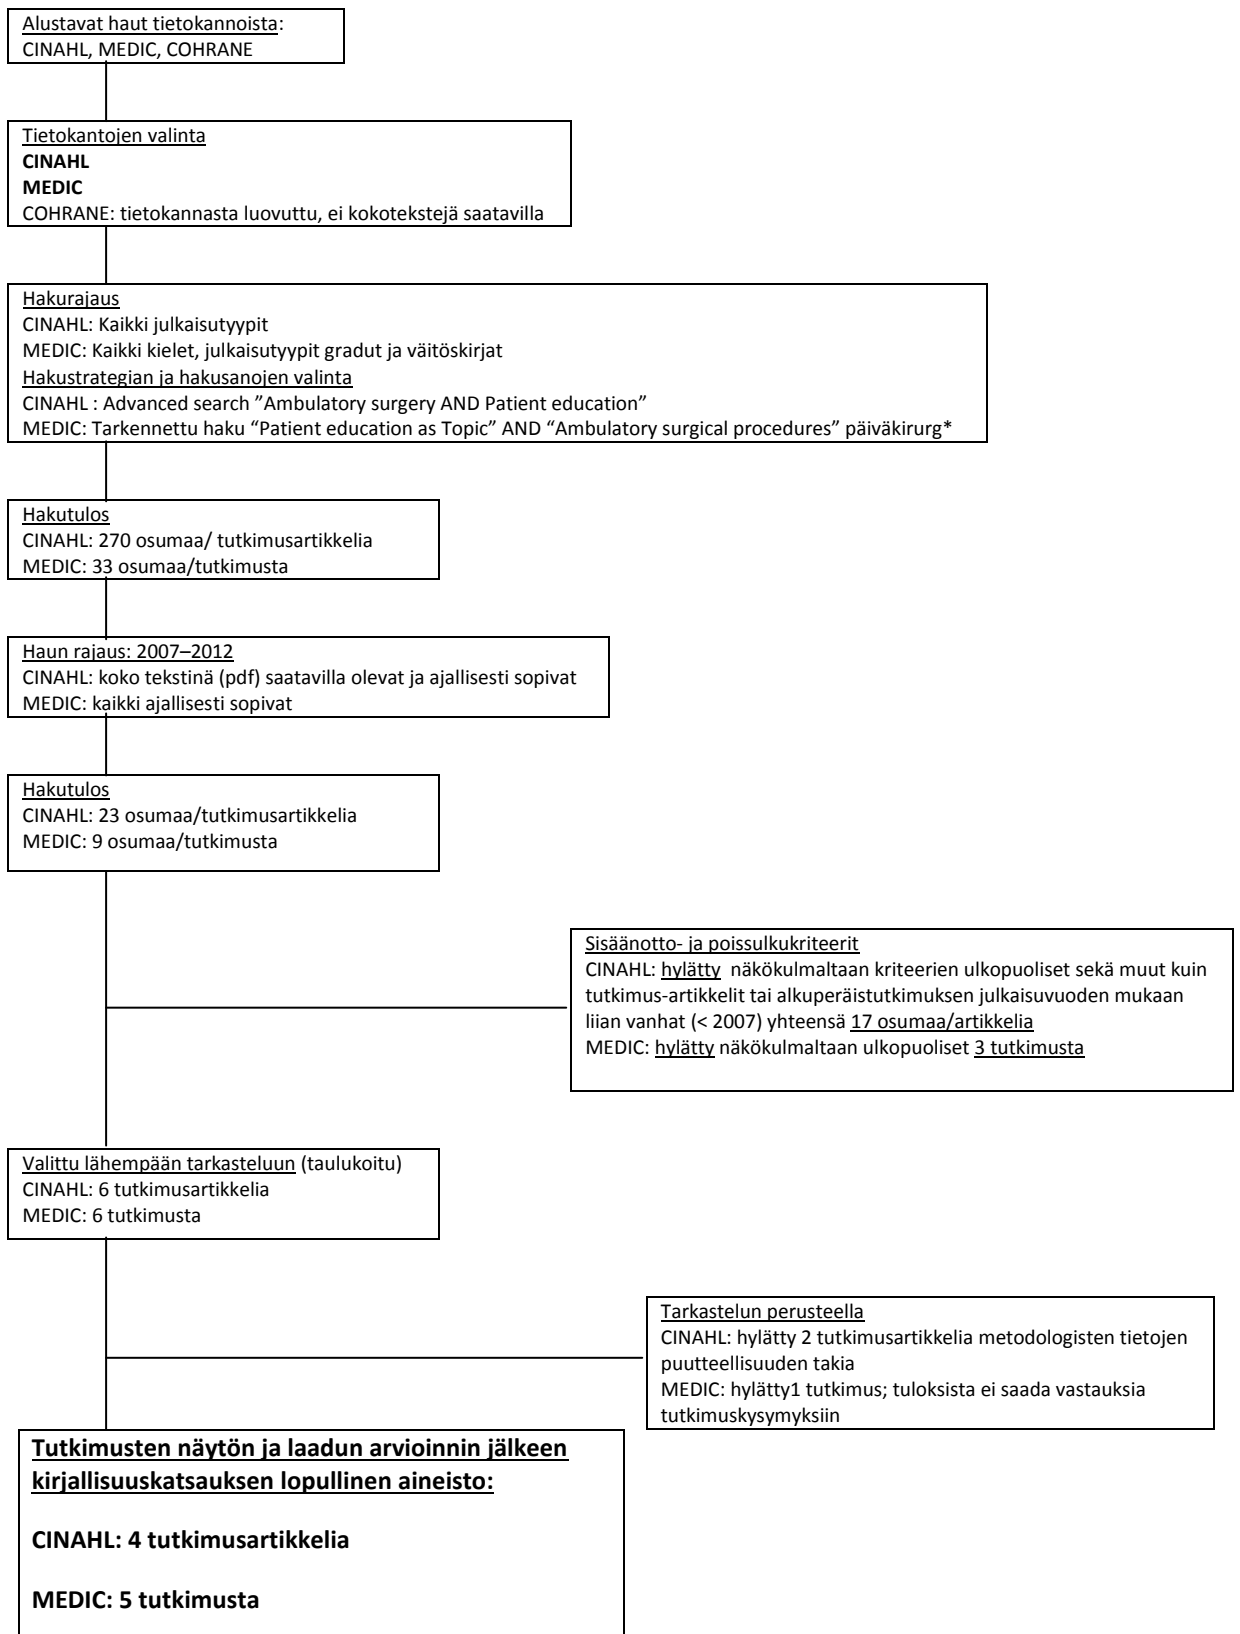 Alustavat haut tietokannoista:
CINAHL, MEDIC, COHRANE
Tietokantojen valinta
CINAHL
MEDIC
COHRANE: tietokannasta luovuttu, ei kokotekstejä saatavilla
Hakurajaus
CINAHL: Kaikki julkaisutyypit
MEDIC: Kaikki kielet, julkaisutyypit gradut ja väitöskirjat
Hakustrategian ja hakusanojen valinta
CINAHL : Advanced search ”Ambulatory surgery AND Patient education”
MEDIC: Tarkennettu haku “Patient education as Topic” AND “Ambulatory surgical procedures” päiväkirurg*
Hakutulos
CINAHL: 270 osumaa/ tutkimusartikkelia
MEDIC: 33 osumaa/tutkimusta
Haun rajaus: 2007–2012
CINAHL: koko tekstinä (pdf) saatavilla olevat ja ajallisesti sopivat
MEDIC: kaikki ajallisesti sopivat
Hakutulos
CINAHL: 23 osumaa/tutkimusartikkelia
MEDIC: 9 osumaa/tutkimusta
Sisäänotto- ja poissulkukriteerit
CINAHL: hylätty näkökulmaltaan kriteerien ulkopuoliset sekä muut kuin
tutkimus-artikkelit tai alkuperäistutkimuksen julkaisuvuoden mukaan
liian vanhat (< 2007) yhteensä 17 osumaa/artikkelia
MEDIC: hylätty näkökulmaltaan ulkopuoliset 3 tutkimusta
Valittu lähempään tarkasteluun (taulukoitu)
CINAHL: 6 tutkimusartikkelia
MEDIC: 6 tutkimusta
Tarkastelun perusteella
CINAHL: hylätty 2 tutkimusartikkelia metodologisten tietojen
puutteellisuuden takia
MEDIC: hylätty1 tutkimus; tuloksista ei saada vastauksia
tutkimuskysymyksiin
Tutkimusten näytön ja laadun arvioinnin jälkeen
kirjallisuuskatsauksen lopullinen aineisto:
CINAHL: 4 tutkimusartikkelia
MEDIC: 5 tutkimusta